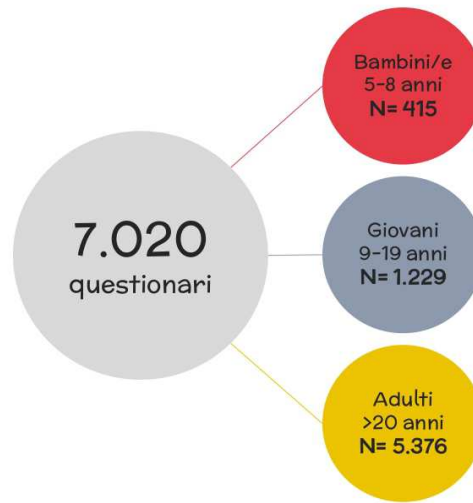 7.020
questionari
Bambini/e
5-8 anni
N= 415
Giovani
9-19 anni
N= 1.229
Adulti
>20 anni
N= 5.376